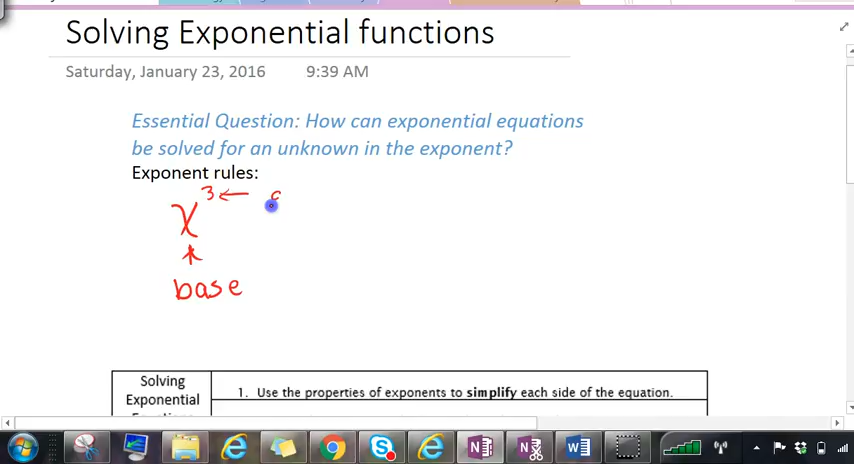 Solving Exponential functions
Saturday, January 23, 2016 9:39 AM
Essential Question: How can exponential equations
be solved for an unknown in the exponent?
Exponent rules:
x³ ←
base
Solving
Exponential
1. Use the properties of exponents to simplify each side of the equation.